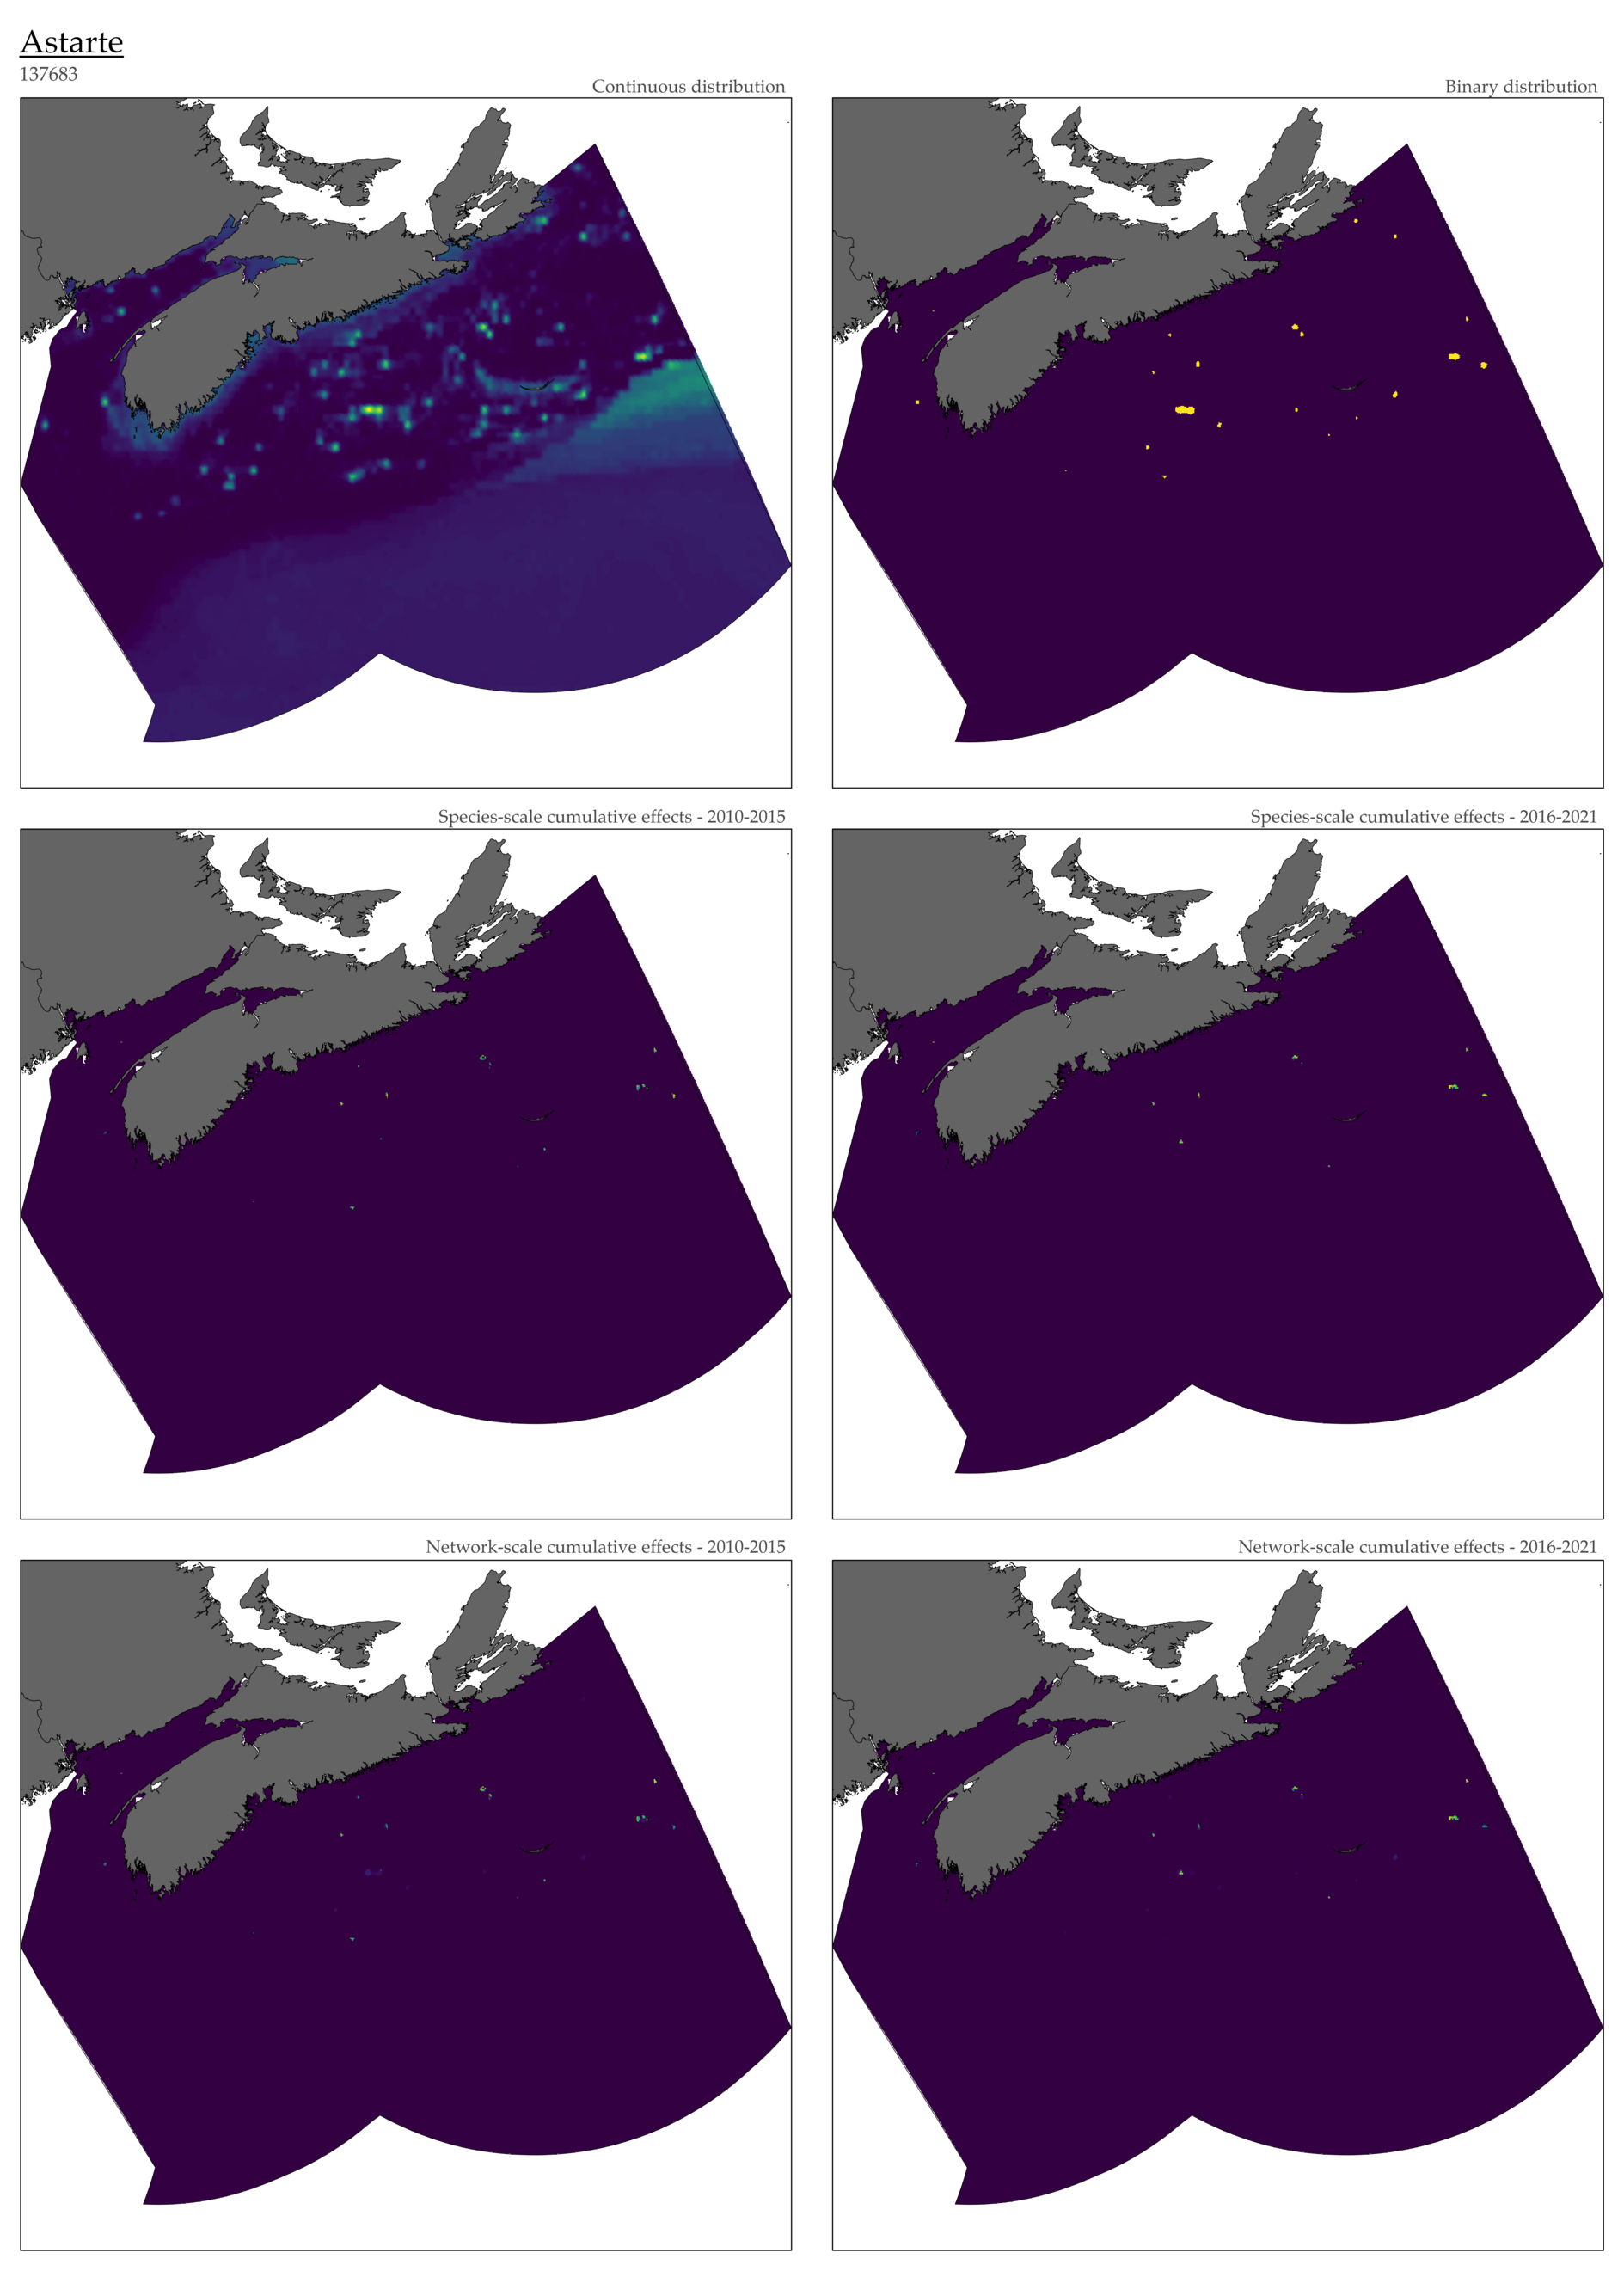 Astarte
137683
Continuous distribution
Binary distribution
Species-scale cumulative effects - 2010-2015
Species-scale cumulative effects - 2016-2021
Network-scale cumulative effects - 2010-2015
Network-scale cumulative effects - 2016-2021